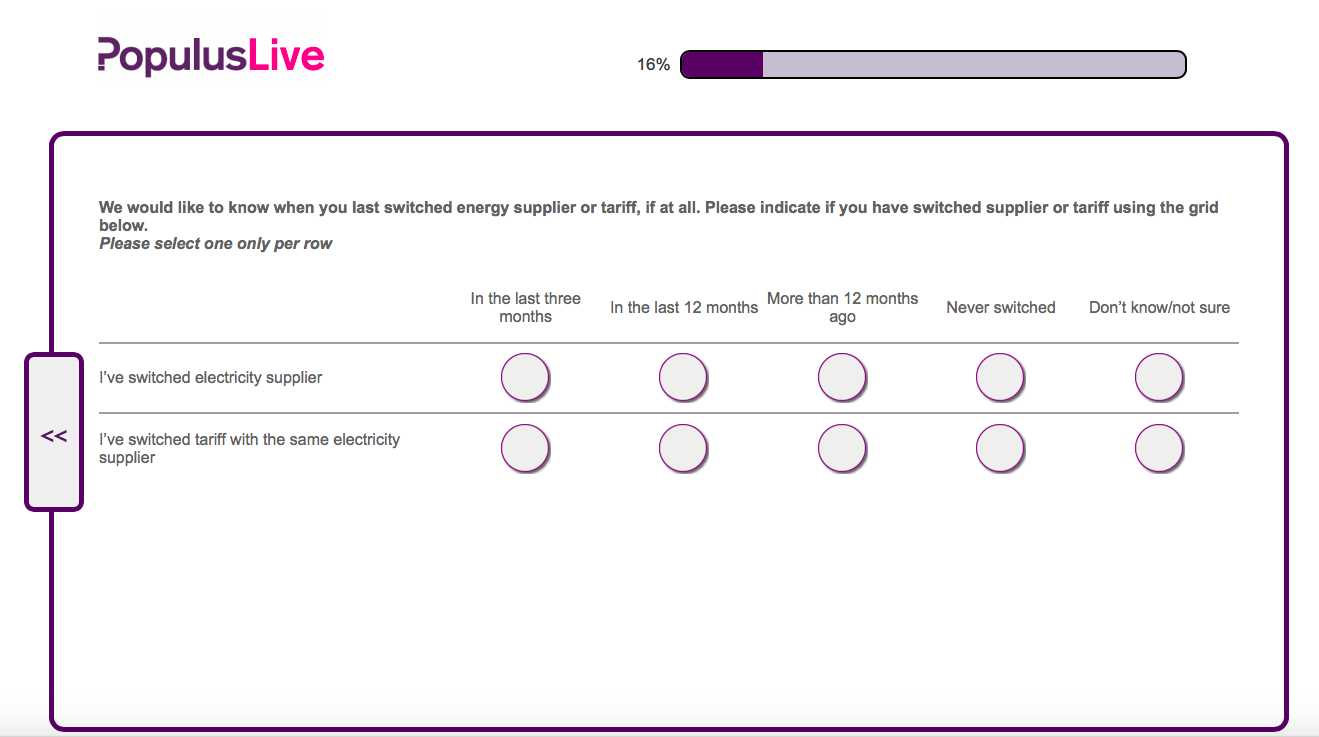 PopulusLive
16%
We would like to know when you last switched energy supplier or tariff, if at all. Please indicate if you have switched supplier or tariff using the grid
below.
Please select one only per row
In the last three
months
In the last 12 months
More than 12 months
ago
Never switched
Don’t know/not sure
I’ve switched electricity supplier
<<
I’ve switched tariff with the same electricity
supplier